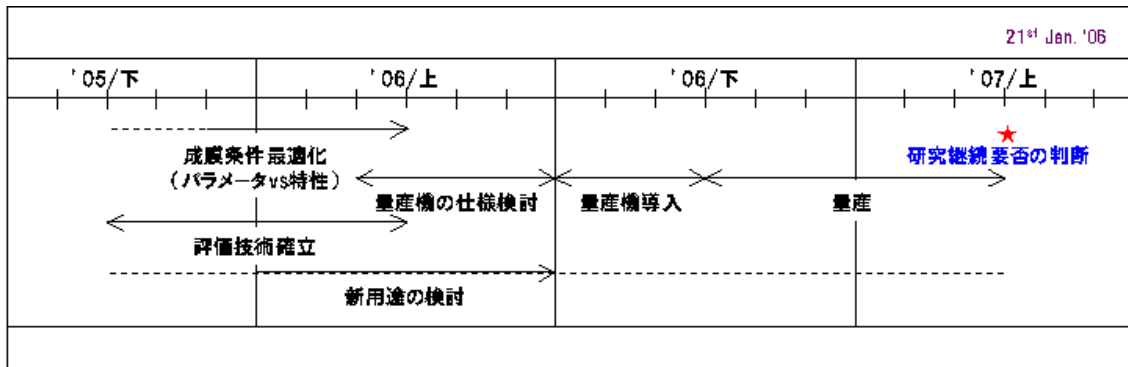 21st Jan. '06
'05/下
'06/上
'06/下
'07/上
成膜条件最適化
(パラメータvs特性)
研究継続要否の判断
量産機の仕様検討
量産機導入
量産
評価技術確立
新用途の検討